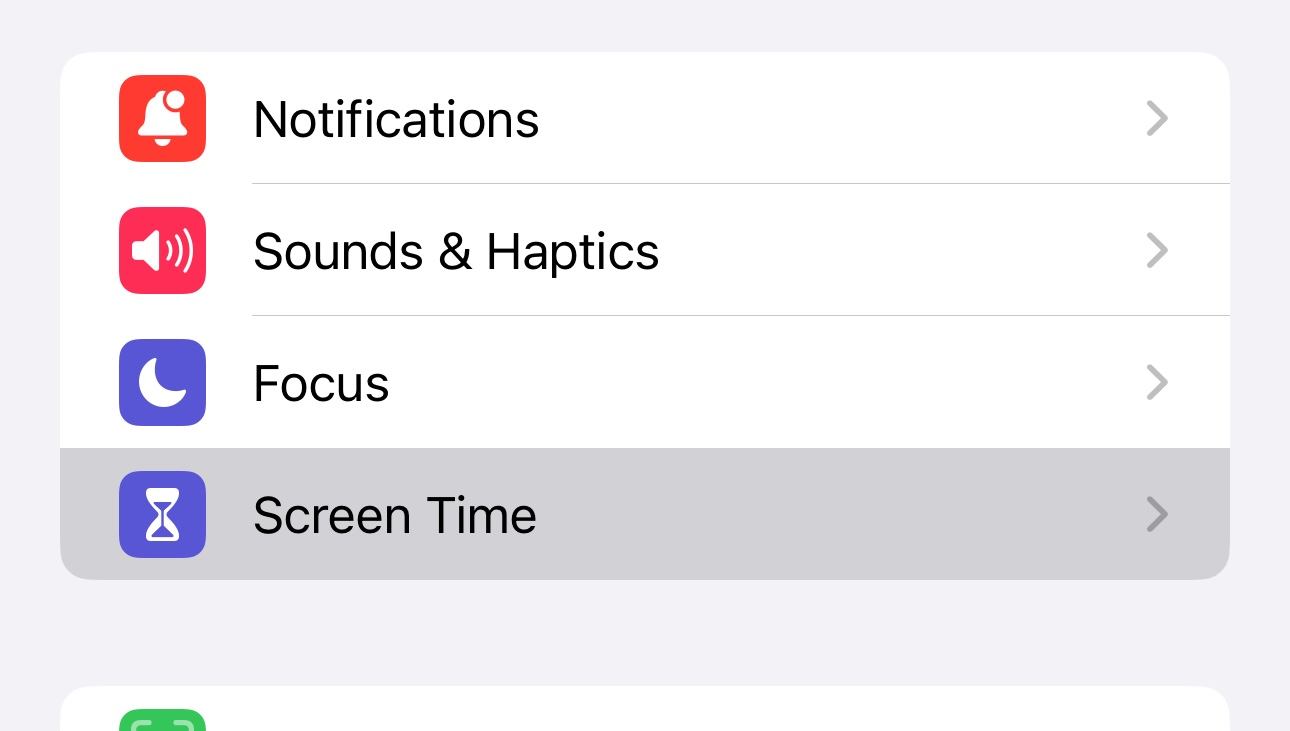 Notifications
Sounds & Haptics
Focus
Screen Time